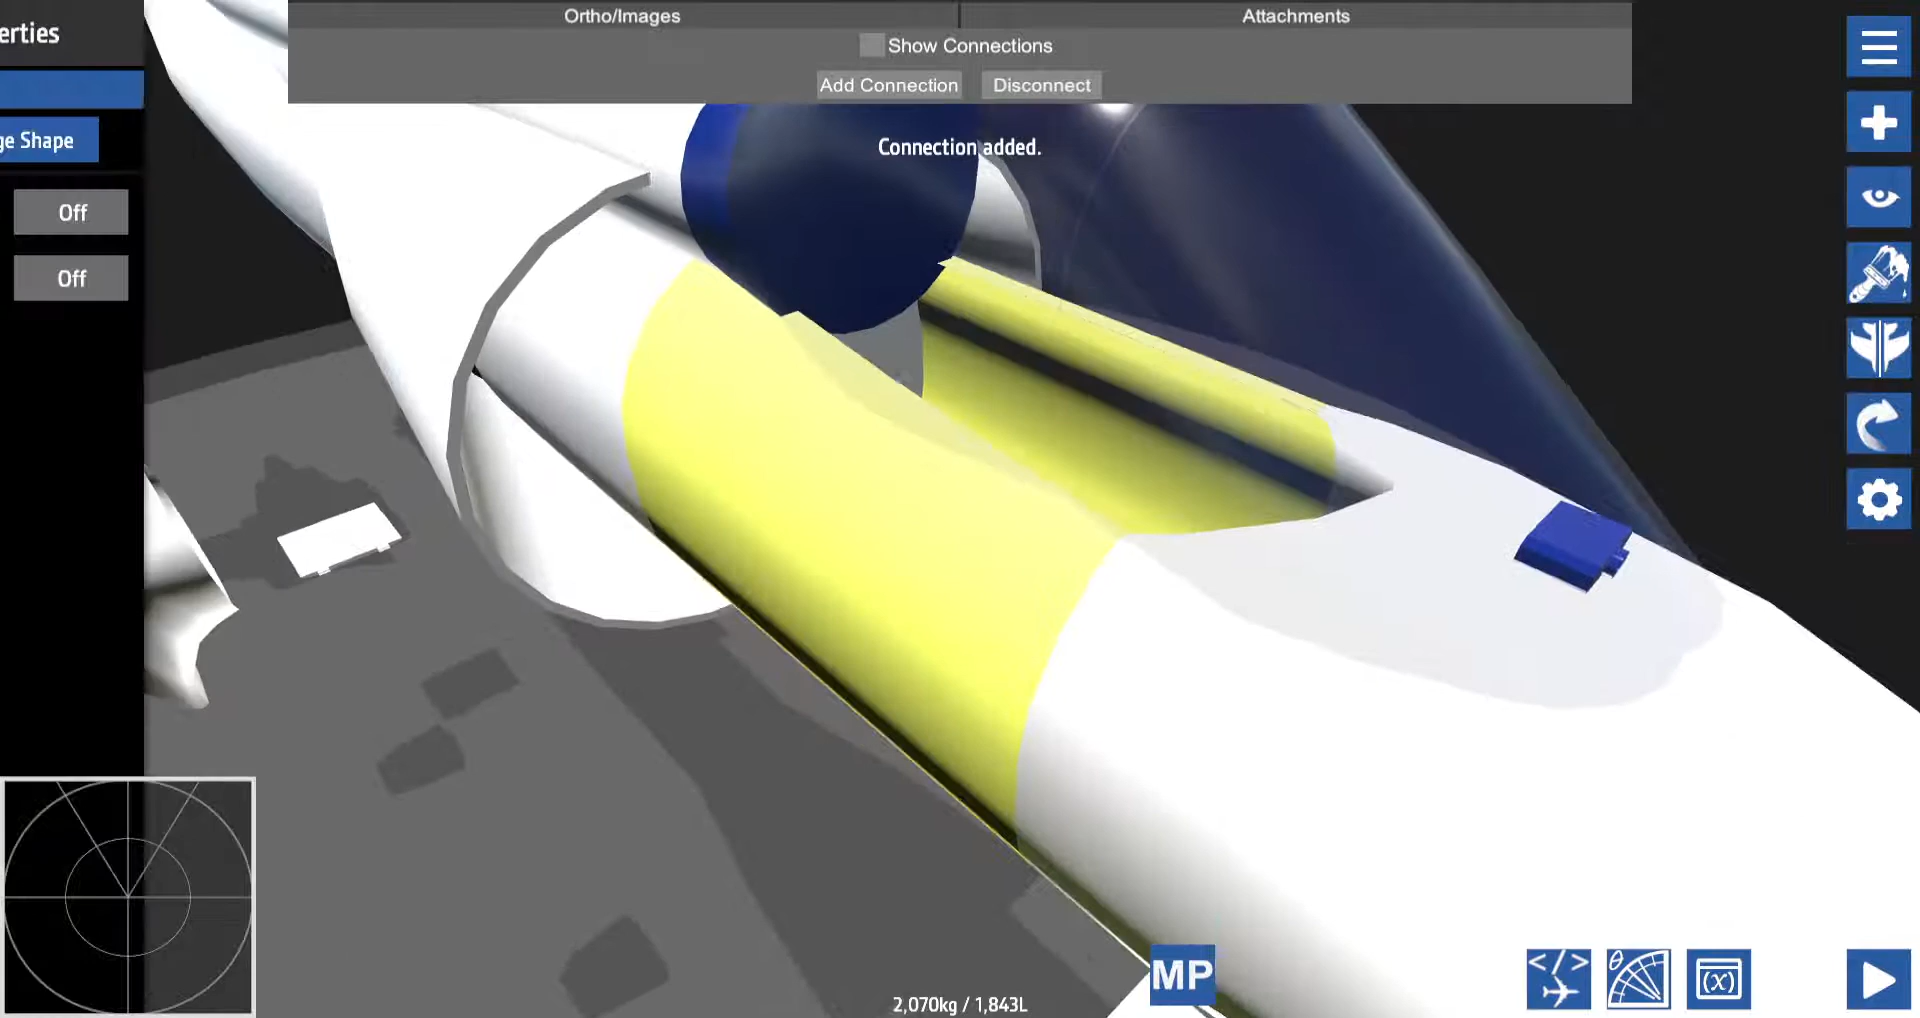 erties
Ortho/Images
Attachments
Show Connections
Add Connection
Disconnect
ge Shape
Connection added.
Off
Off
MP
</>
θ
(x)
2,070kg / 1,843L